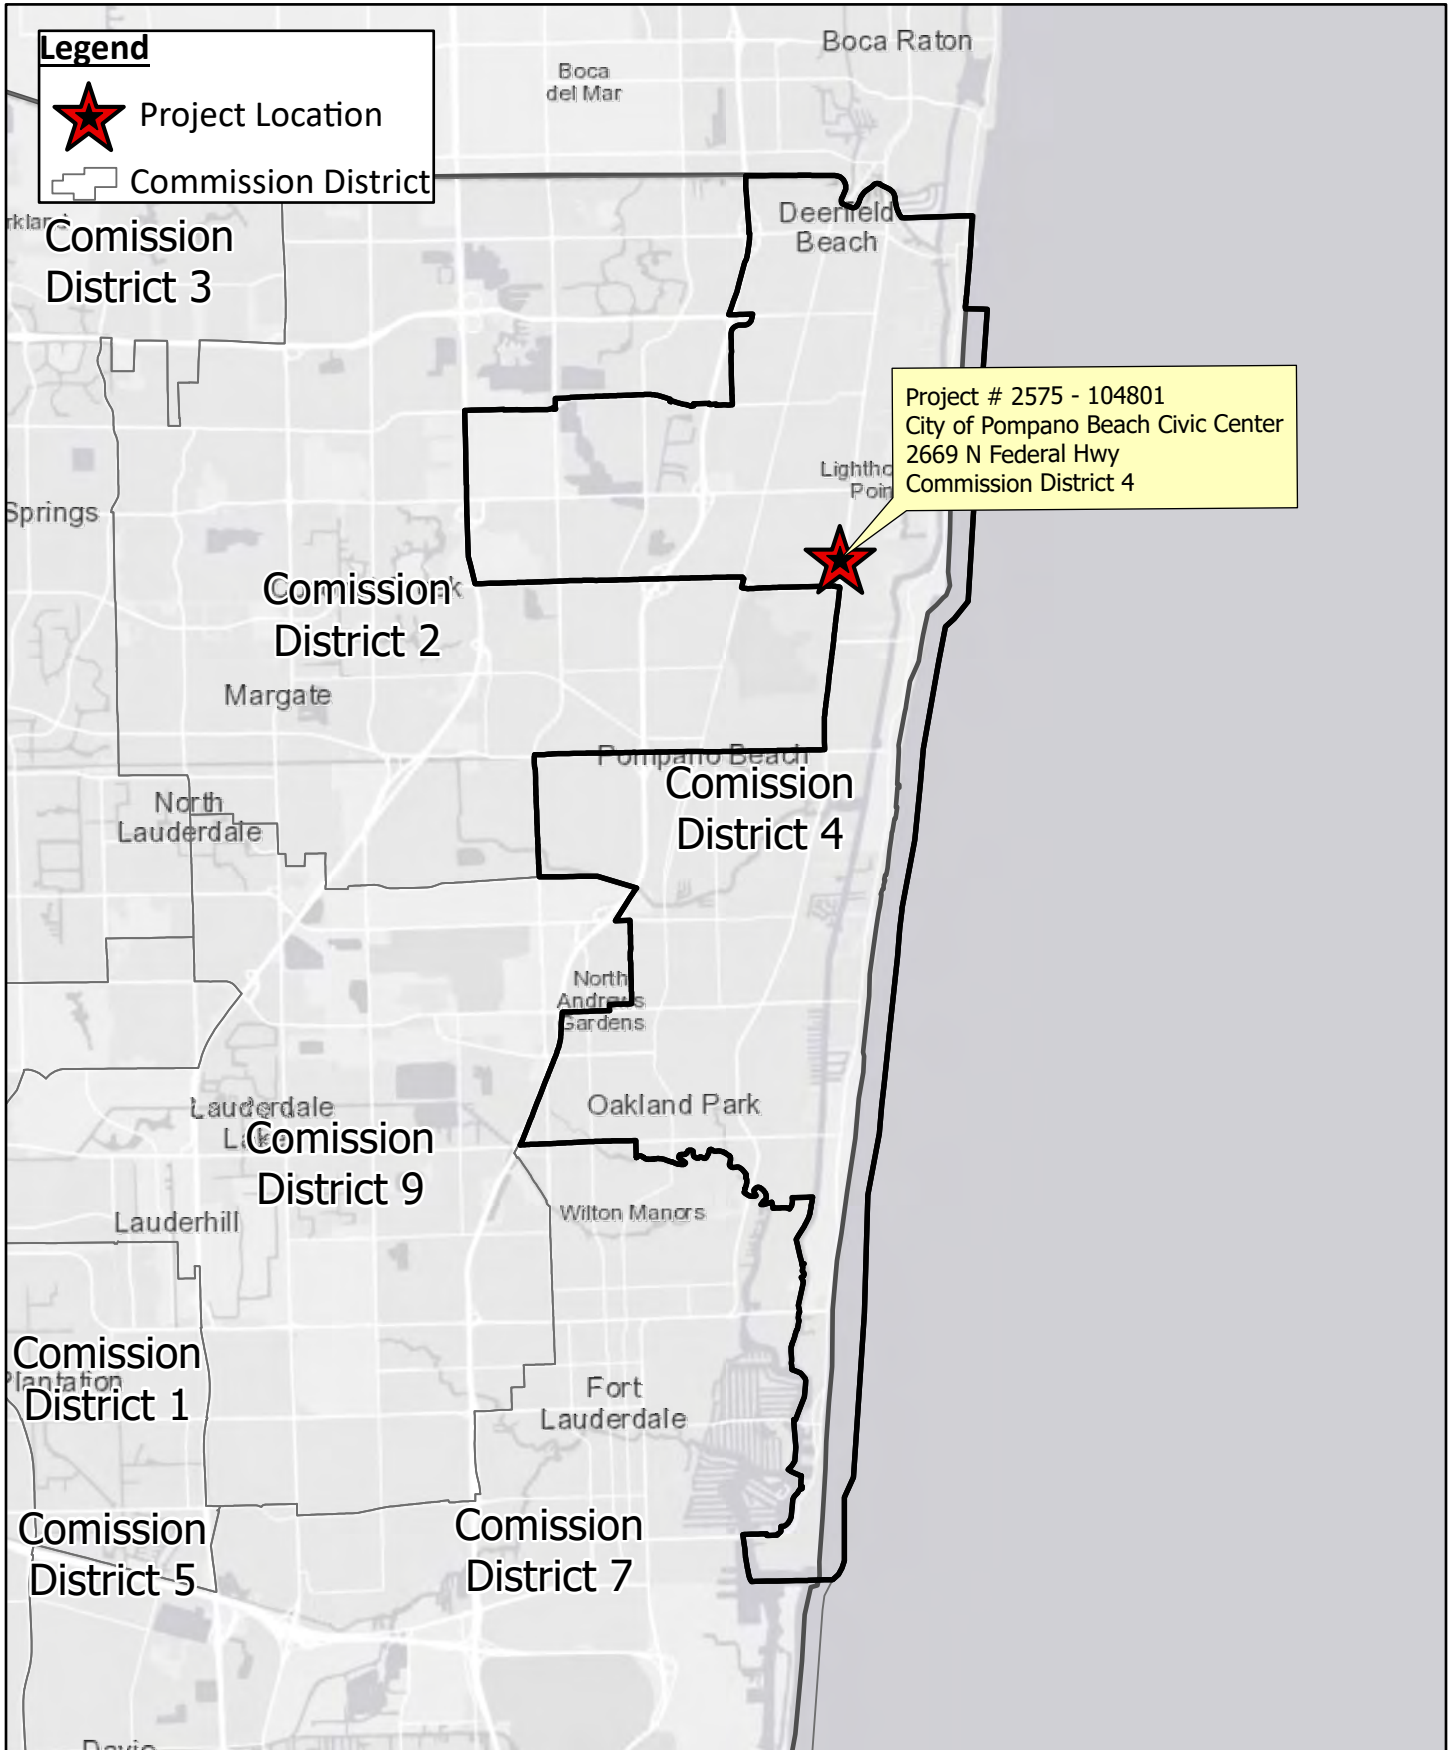 Legend
Project Location
Commission District
Boca Raton
Boca
del Mar
Comission
District 3
Deerfield
Beach
Project # 2575 - 104801
City of Pompano Beach Civic Center
2669 N Federal Hwy
Commission District 4
Springs
Comission
District 2
Margate
Pompano Beach
Comission
District 4
North
Lauderdale
North
Andrews
Gardens
Oakland Park
Lauderdale
Comission
District 9
Lauderhill
Wilton Manors
Comission
Plantation
District 1
Fort
Lauderdale
Comission
District 5
Comission
District 7